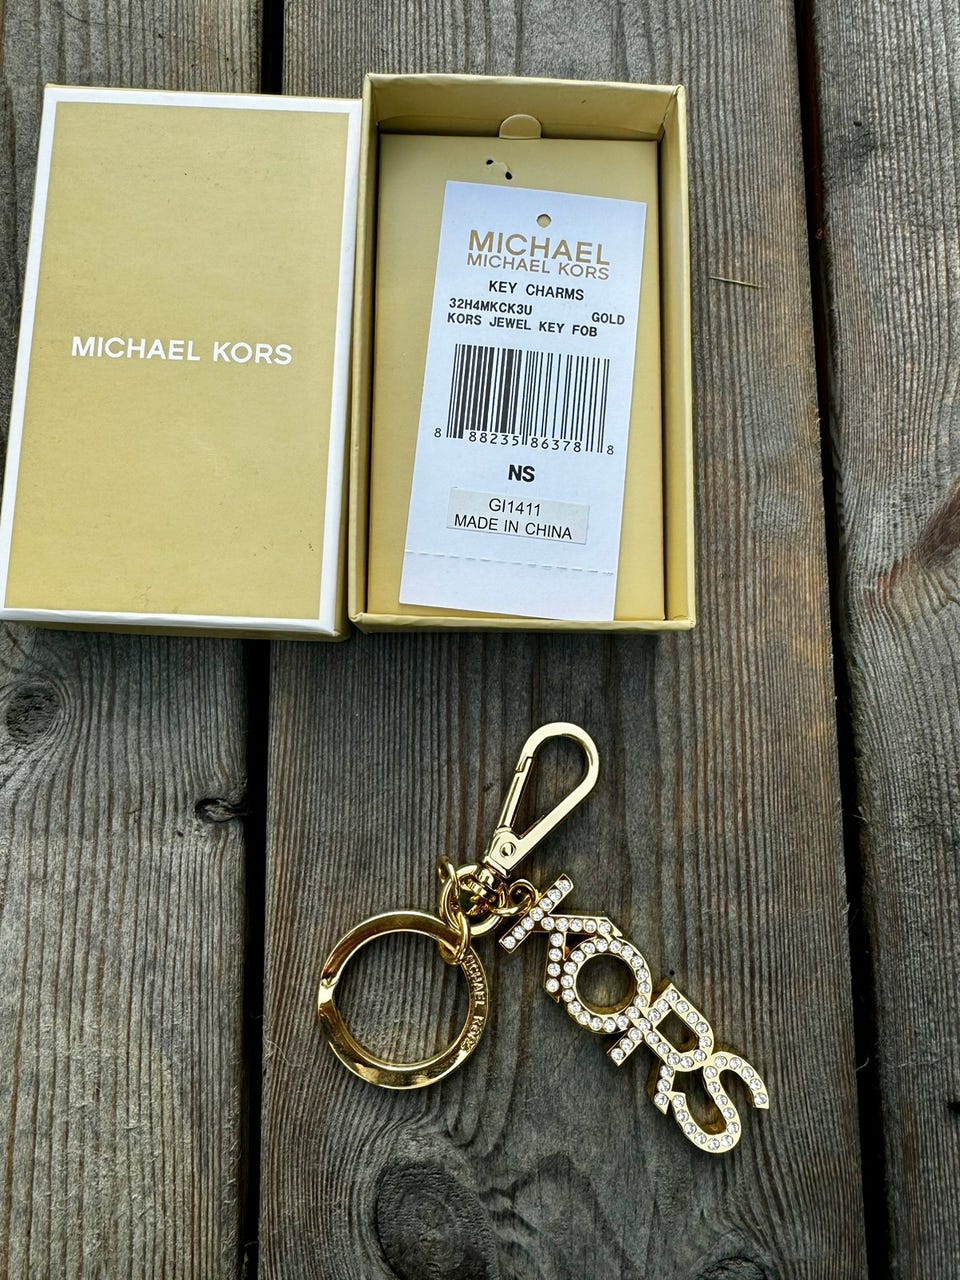 MICHAEL KORS
MICHAEL
MICHAEL KORS
KEY CHARMS
32H4MKCK3U GOLD
KORS JEWEL KEY FOB
8 88235 86378 8
NS
GI1411
MADE IN CHINA
MICHAEL KORS
KORS